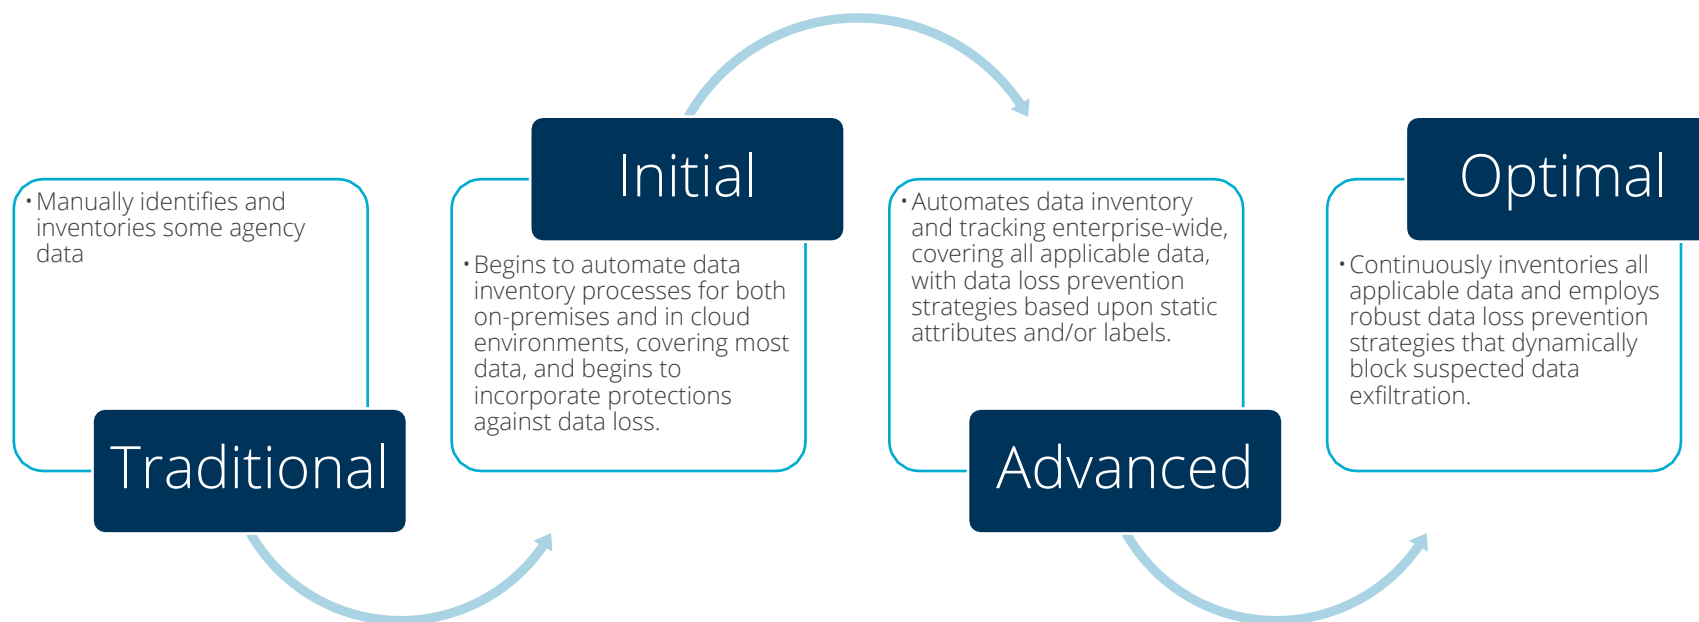 • Manually identifies and
inventories some agency
data
Traditional
Initial
• Begins to automate data
inventory processes for both
on-premises and in cloud
environments, covering most
data, and begins to
incorporate protections
against data loss.
• Automates data inventory
and tracking enterprise-wide,
covering all applicable data,
with data loss prevention
strategies based upon static
attributes and/or labels.
Advanced
Optimal
• Continuously inventories all
applicable data and employs
robust data loss prevention
strategies that dynamically
block suspected data
exfiltration.